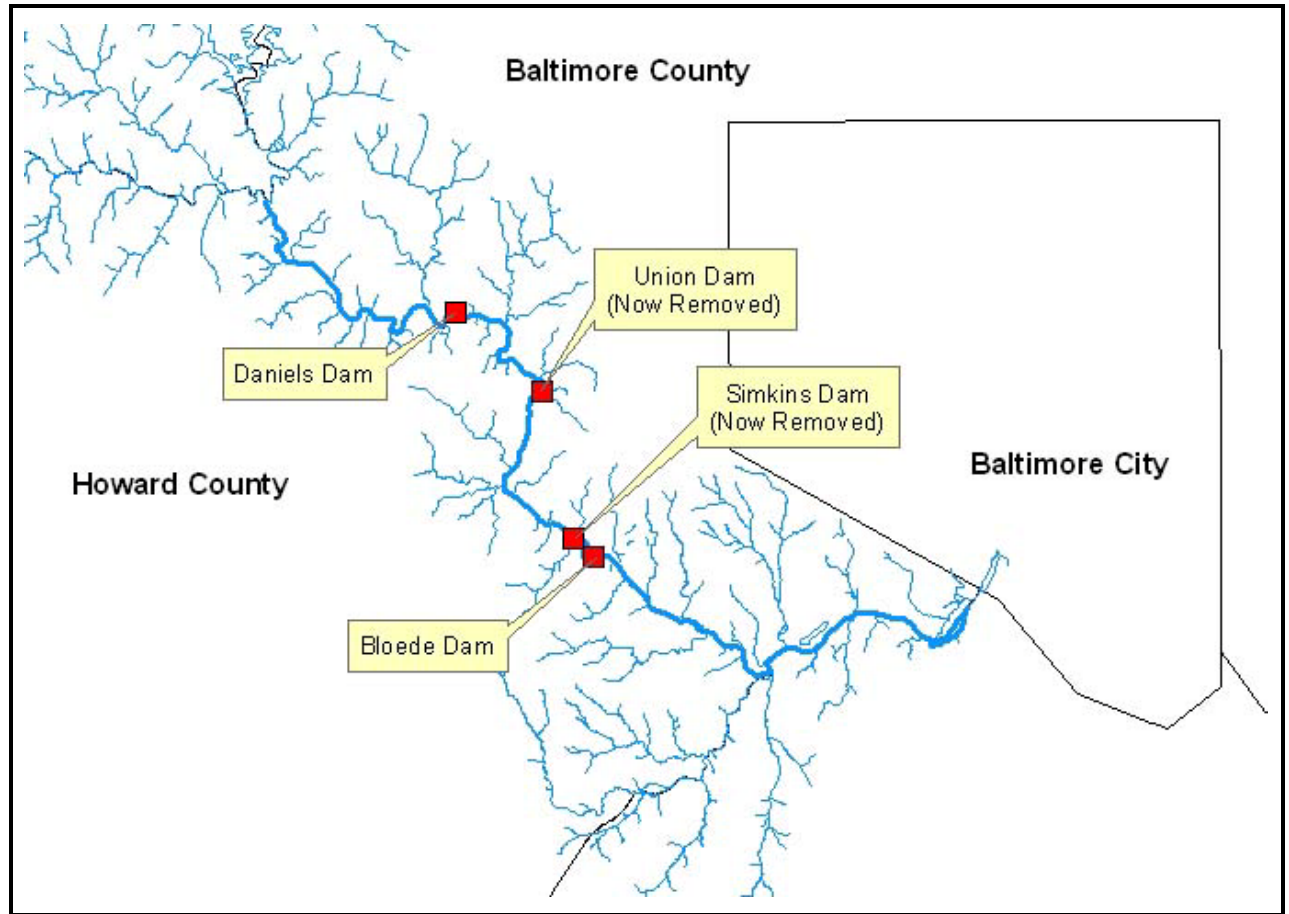 Baltimore County
Union Dam
(Now Removed)
Daniels Dam
Simkins Dam
(Now Removed)
Baltimore City
Howard County
Bloede Dam